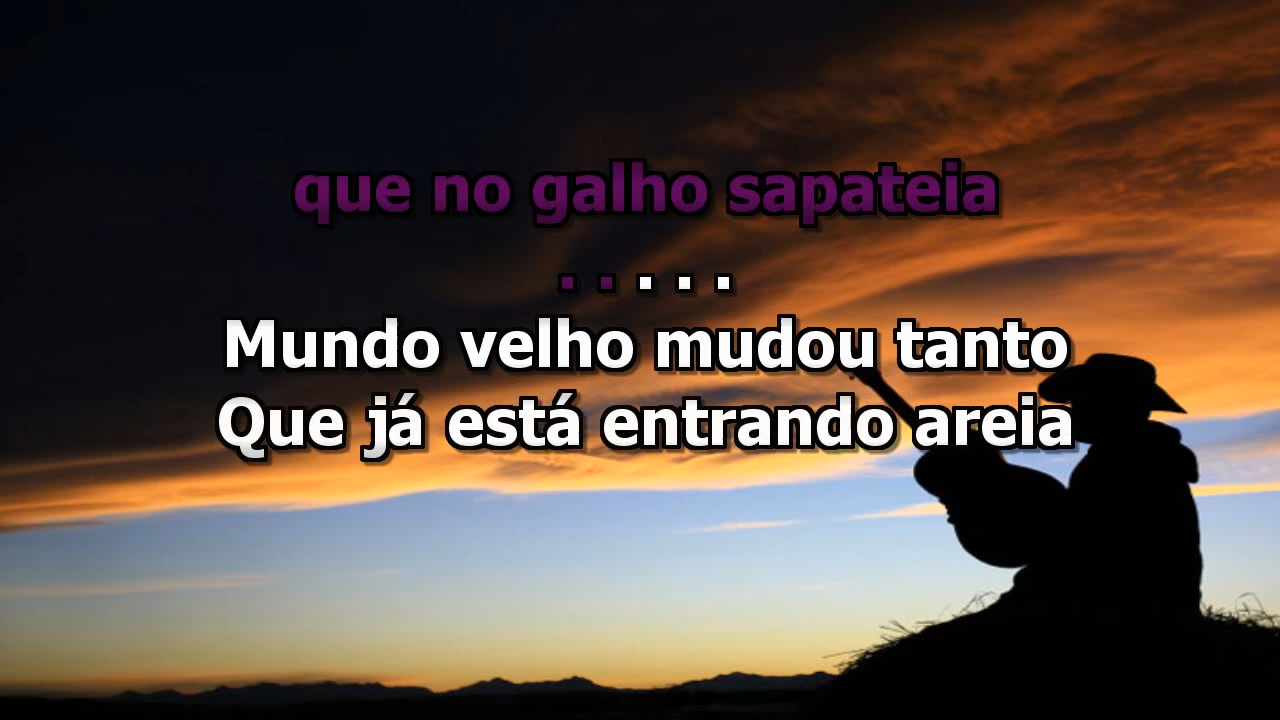 que no galho sapateia
. . . . .
Mundo velho mudou tanto
Que já está entrando areia